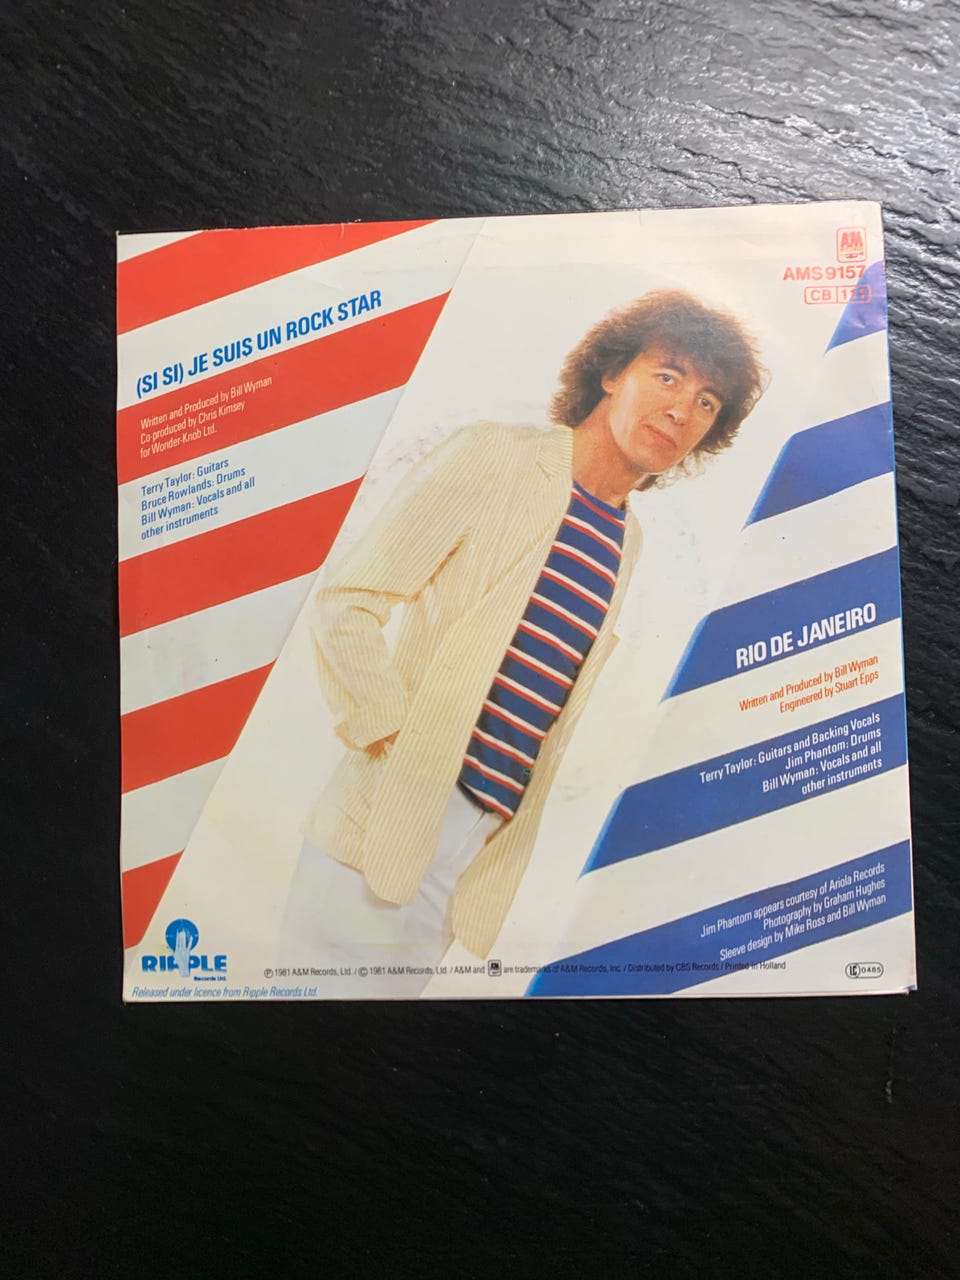 A&M
AMS 9157
CB
(SI SI) JE SUIS UN ROCK STAR
Written and Produced by Bill Wyman
Co-produced by Chris Kimsey
for Wonder-Knob Ltd.
Terry Taylor: Guitars
Bruce Rowlands: Drums
Bill Wyman: Vocals and all
other instruments
RIO DE JANEIRO
Written and Produced by Bill Wyman
Engineered by Stuart Epps
Terry Taylor: Guitars and Backing Vocals
Jim Phantom: Drums
Bill Wyman: Vocals and all
other instruments
Jim Phantom appears courtesy of Ariola Records
Photography by Graham Hughes
Sleeve design by Mike Ross and Bill Wyman
RIPPLE
Records Ltd.
Ⓟ 1981 A&M Records, Ltd. / © 1981 A&M Records, Ltd. / A&M and are trademarks of A&M Records, Inc. / Distributed by CBS Records / Printed in Holland
LC 0485
Released under licence from Ripple Records Ltd.